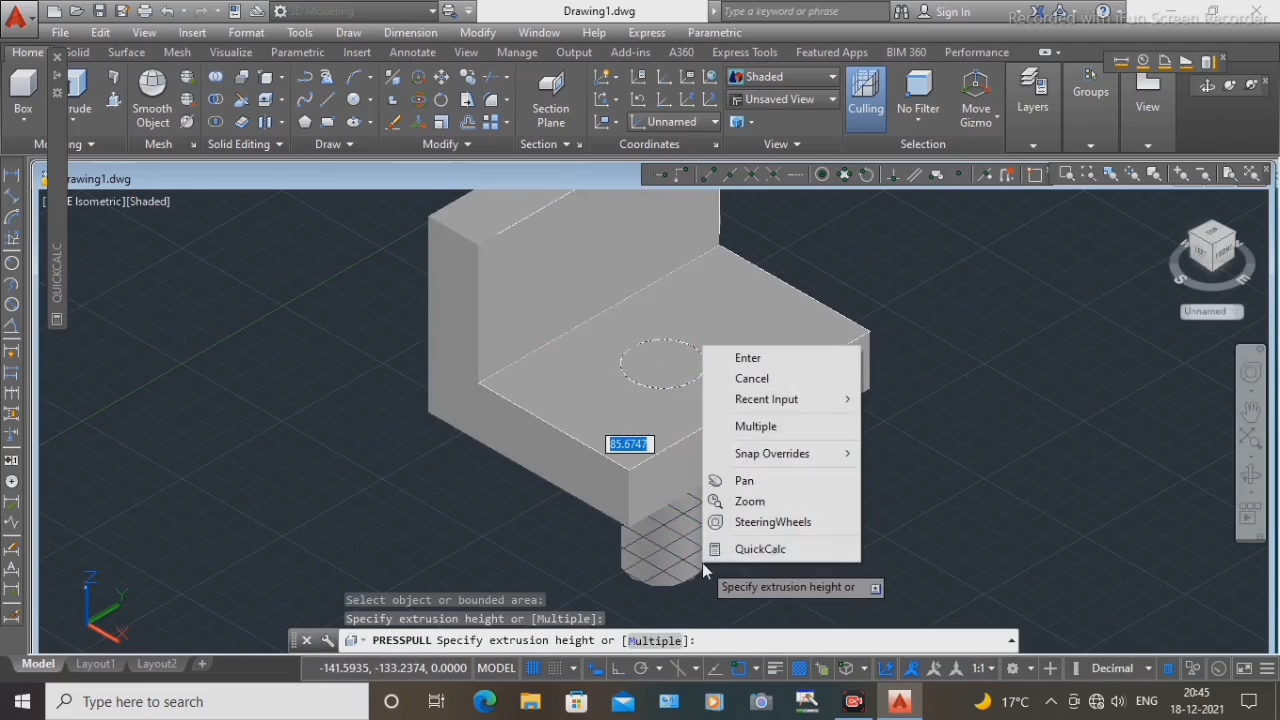 3D Modeling
Drawing1.dwg
Type a keyword or phrase
Sign In
Recorded with iFun Screen Recorder
File Edit View Insert Format Tools Draw Dimension Modify Window Help Express Parametric
Home Solid Surface Mesh Visualize Parametric Insert Annotate View Manage Output Add-ins A360 Express Tools Featured Apps BIM 360 Performance
Box
Smooth Object
Section Plane
Shaded
Unsaved View
Unnamed
Culling
No Filter
Move Gizmo
Layers
Groups
View
Mesh
Solid Editing
Draw
Modify
Section
Coordinates
View
Selection
rawing1.dwg
E Isometric][Shaded]
QUICKCALC
TOP
LEFT
FRONT
S
E
Unnamed
Enter
Cancel
Recent Input
Multiple
Snap Overrides
Pan
Zoom
SteeringWheels
QuickCalc
85.6747
Specify extrusion height or
Z
Y
X
Select object or bounded area:
Specify extrusion height or [Multiple]:
PRESSPULL Specify extrusion height or [Multiple]:
Model Layout1 Layout2 +
-141.5935, -133.2374, 0.0000 MODEL
1:1
Decimal
Type here to search
17°C
ENG
20:45
18-12-2021